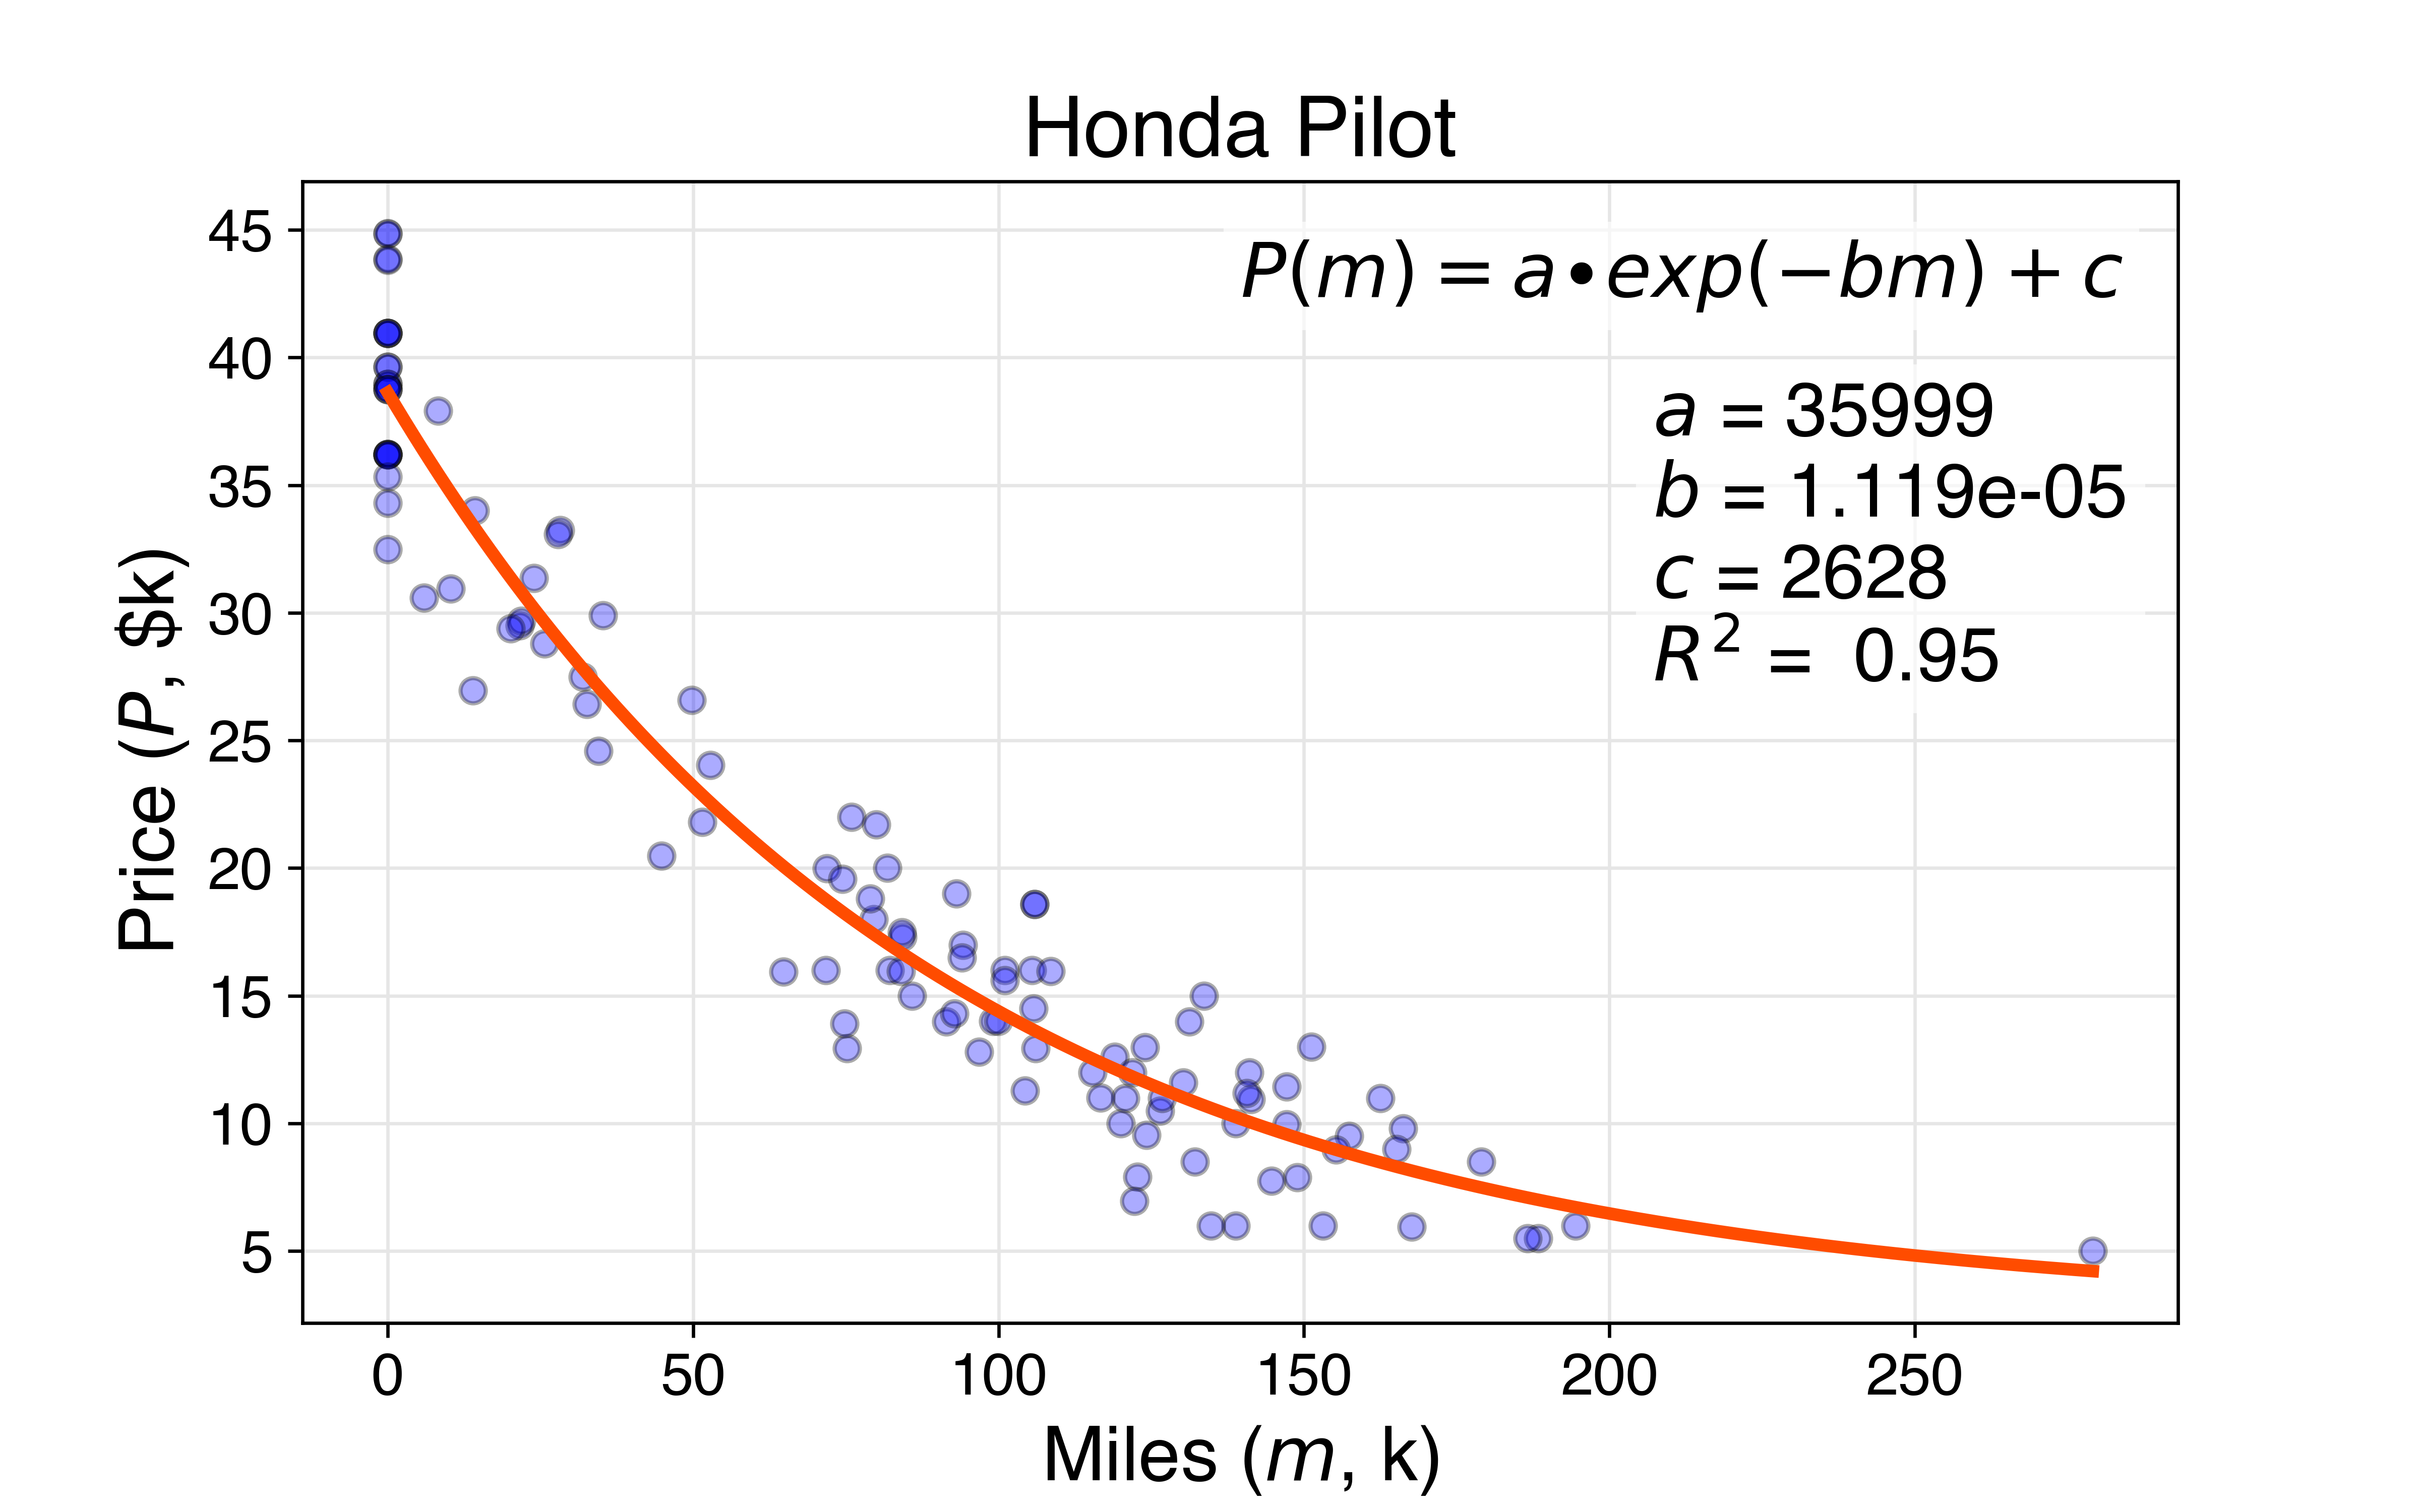 Honda Pilot
P(m) = a•exp(−bm) + c
a = 35999
b = 1.119e-05
c = 2628
R² = 0.95
Price (P, $k)
45
40
35
30
25
20
15
10
5
0 50 100 150 200 250
Miles (m, k)